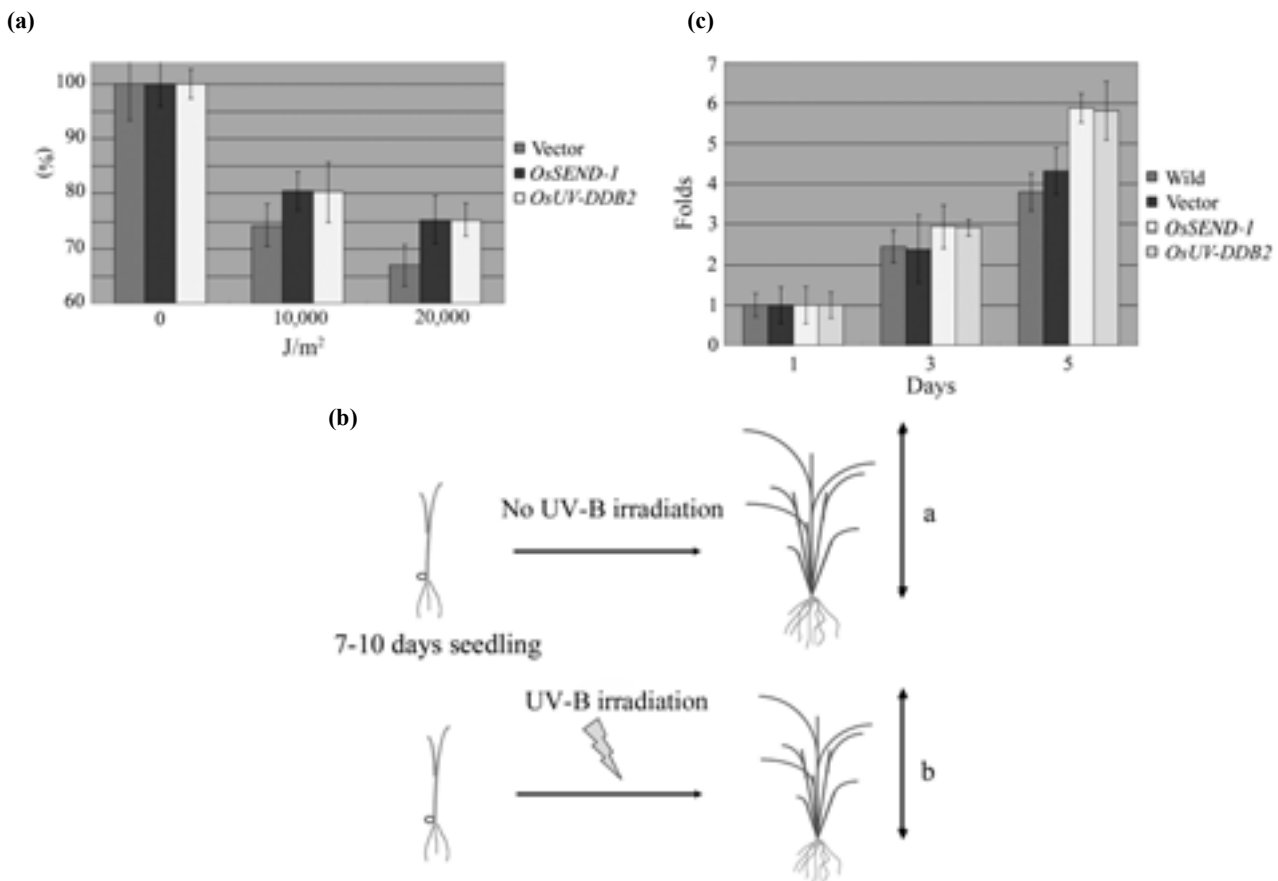 (a)
(%)
100
90
80
70
60
0
10,000
20,000
J/m²
Vector
OsSEND-1
OsUV-DDB2
(c)
Folds
7
6
5
4
3
2
1
0
1
3
5
Days
Wild
Vector
OsSEND-1
OsUV-DDB2
(b)
No UV-B irradiation
a
7-10 days seedling
UV-B irradiation
b